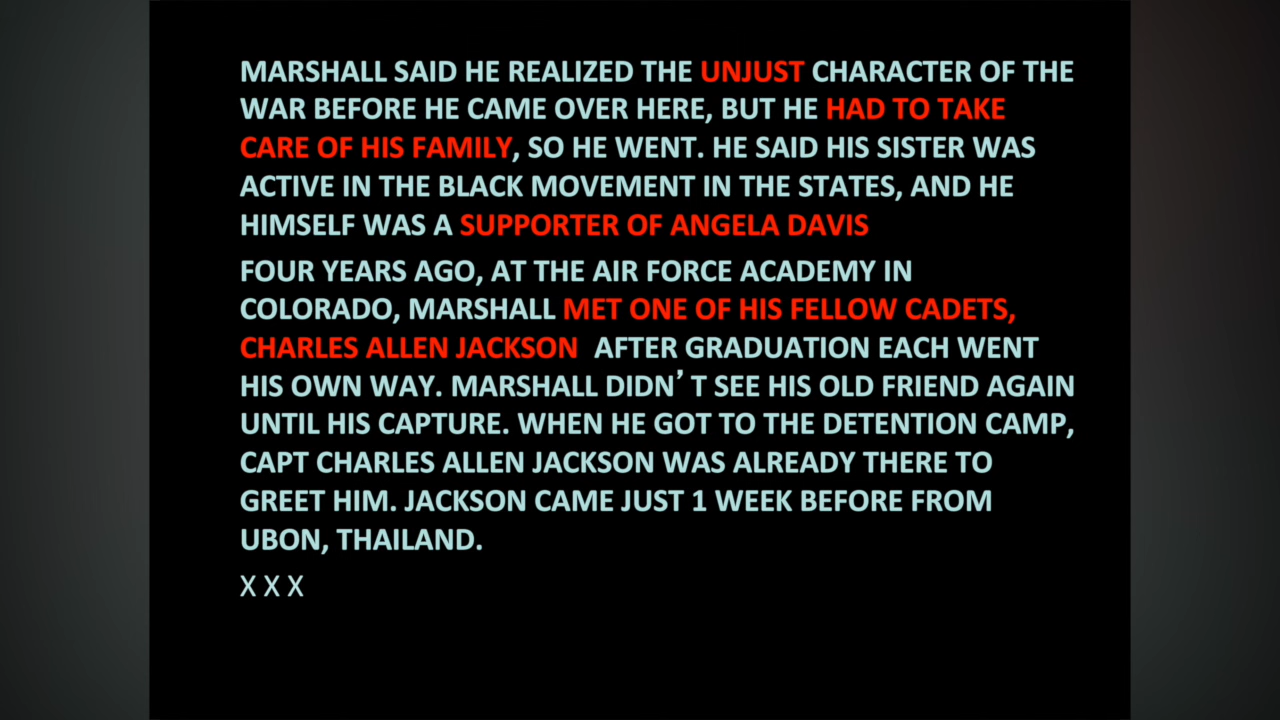 MARSHALL SAID HE REALIZED THE UNJUST CHARACTER OF THE
WAR BEFORE HE CAME OVER HERE, BUT HE HAD TO TAKE
CARE OF HIS FAMILY, SO HE WENT. HE SAID HIS SISTER WAS
ACTIVE IN THE BLACK MOVEMENT IN THE STATES, AND HE
HIMSELF WAS A SUPPORTER OF ANGELA DAVIS
FOUR YEARS AGO, AT THE AIR FORCE ACADEMY IN
COLORADO, MARSHALL MET ONE OF HIS FELLOW CADETS,
CHARLES ALLEN JACKSON AFTER GRADUATION EACH WENT
HIS OWN WAY. MARSHALL DIDN’T SEE HIS OLD FRIEND AGAIN
UNTIL HIS CAPTURE. WHEN HE GOT TO THE DETENTION CAMP,
CAPT CHARLES ALLEN JACKSON WAS ALREADY THERE TO
GREET HIM. JACKSON CAME JUST 1 WEEK BEFORE FROM
UBON, THAILAND.
X X X